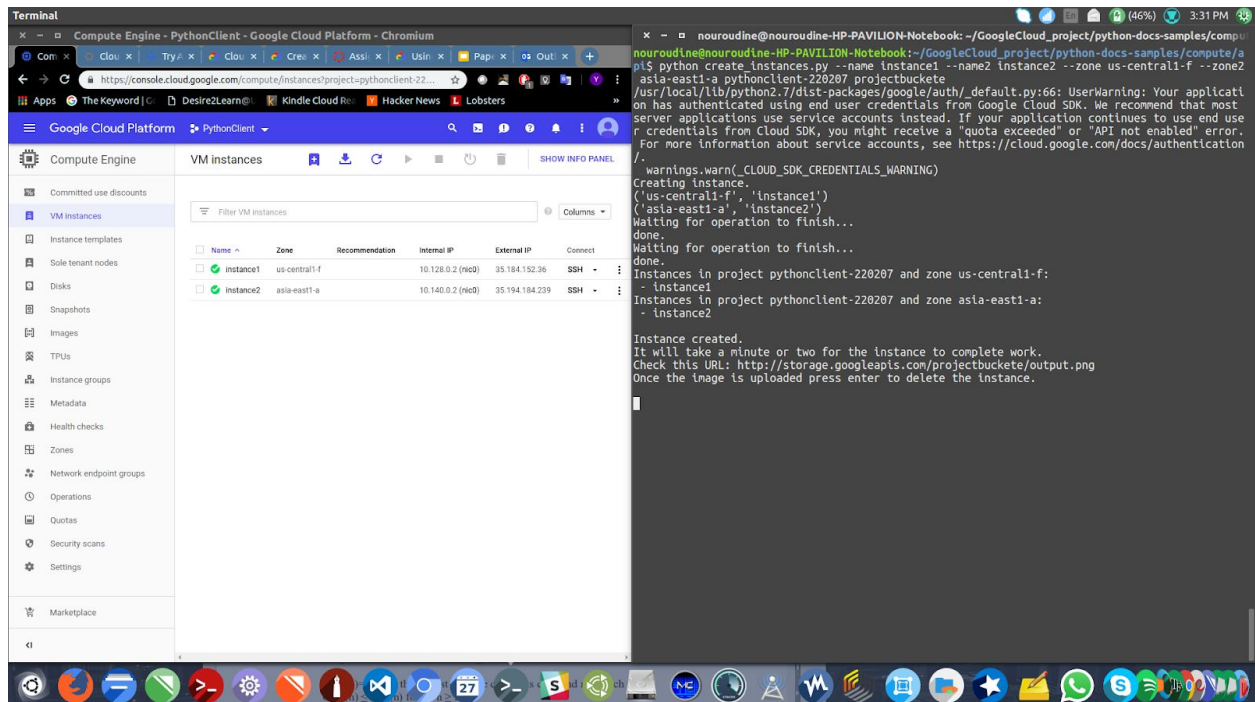 Terminal
En
(46%)
3:31 PM
Compute Engine - PythonClient - Google Cloud Platform - Chromium
Com
Clou
Try
Clou
Crea
Assi
Usin
Pap
Outl
https://console.cloud.google.com/compute/instances?project=pythonclient-22...
Apps
The Keyword | G
Desire2Learn@
Kindle Cloud Rea
Hacker News
Lobsters
»
Google Cloud Platform
PythonClient
Compute Engine
VM instances
SHOW INFO PANEL
Committed use discounts
VM instances
Instance templates
Sole tenant nodes
Disks
Snapshots
Images
TPUs
Instance groups
Metadata
Health checks
Zones
Network endpoint groups
Operations
Quotas
Security scans
Settings
Marketplace
Filter VM instances
Columns
Name Zone Recommendation Internal IP External IP Connect
instance1 us-central1-f 10.128.0.2 (nic0) 35.184.152.36 SSH
instance2 asia-east1-a 10.140.0.2 (nic0) 35.194.184.239 SSH
nouroudine@nouroudine-HP-PAVILION-Notebook: ~/GoogleCloud_project/python-docs-samples/compu
nouroudine@nouroudine-HP-PAVILION-Notebook:~/GoogleCloud_project/python-docs-samples/compute/a
pi$ python create_instances.py --name instance1 --name2 instance2 --zone us-central1-f --zone2
asia-east1-a pythonclient-220207 projectbuckete
/usr/local/lib/python2.7/dist-packages/google/auth/_default.py:66: UserWarning: Your applicati
on has authenticated using end user credentials from Google Cloud SDK. We recommend that most
server applications use service accounts instead. If your application continues to use end use
r credentials from Cloud SDK, you might receive a "quota exceeded" or "API not enabled" error.
For more information about service accounts, see https://cloud.google.com/docs/authentication
/.
warnings.warn(_CLOUD_SDK_CREDENTIALS_WARNING)
Creating instance.
('us-central1-f', 'instance1')
('asia-east1-a', 'instance2')
Waiting for operation to finish...
done.
Waiting for operation to finish...
done.
Instances in project pythonclient-220207 and zone us-central1-f:
- instance1
Instances in project pythonclient-220207 and zone asia-east1-a:
- instance2
Instance created.
It will take a minute or two for the instance to complete work.
Check this URL: http://storage.googleapis.com/projectbuckete/output.png
Once the image is uploaded press enter to delete the instance.
27